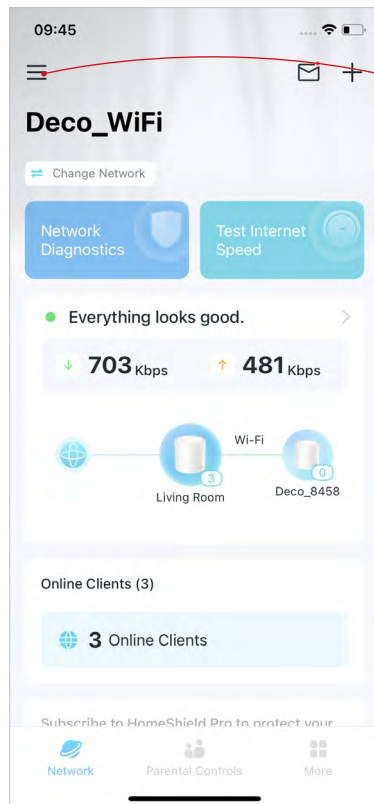 09:45
Deco_WiFi
Change Network
Network
Diagnostics
Test Internet
Speed
Everything looks good.
703 Kbps
481 Kbps
Wi-Fi
3
0
Living Room
Deco_8458
Online Clients (3)
3 Online Clients
Subscribe to HomeShield Pro to protect your
Network
Parental Controls
More